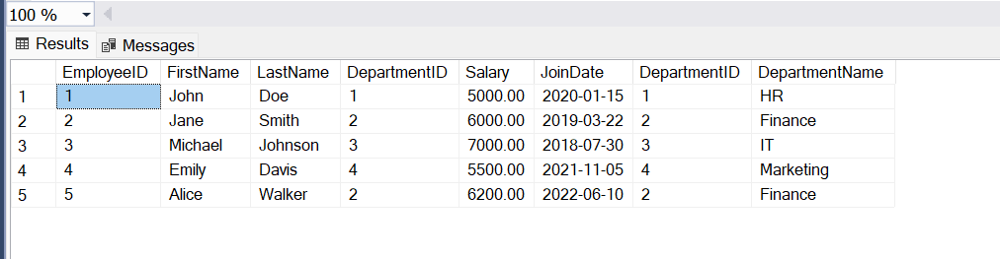 100 %
Results Messages
EmployeeID FirstName LastName DepartmentID Salary JoinDate DepartmentID DepartmentName
1 1 John Doe 1 5000.00 2020-01-15 1 HR
2 2 Jane Smith 2 6000.00 2019-03-22 2 Finance
3 3 Michael Johnson 3 7000.00 2018-07-30 3 IT
4 4 Emily Davis 4 5500.00 2021-11-05 4 Marketing
5 5 Alice Walker 2 6200.00 2022-06-10 2 Finance